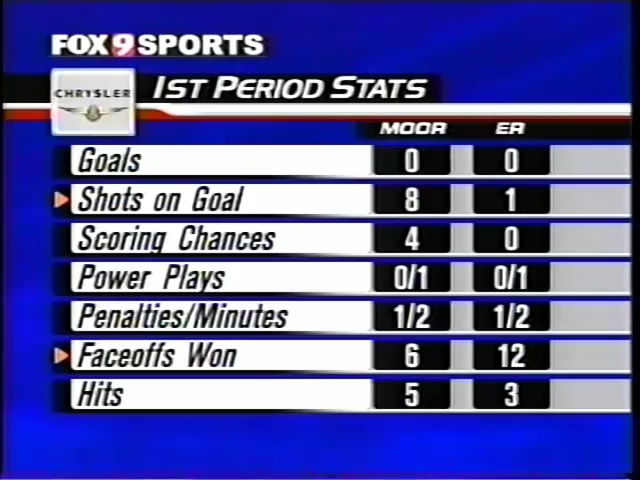 FOX 9 SPORTS
CHRYSLER
1ST PERIOD STATS
MOOR ER
Goals 0 0
Shots on Goal 8 1
Scoring Chances 4 0
Power Plays 0/1 0/1
Penalties/Minutes 1/2 1/2
Faceoffs Won 6 12
Hits 5 3